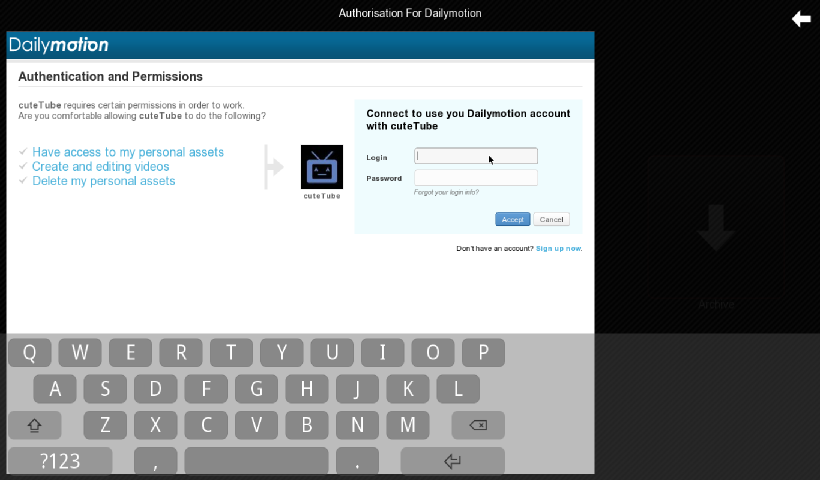 Authorisation For Dailymotion
Dailymotion
Authentication and Permissions
cuteTube requires certain permissions in order to work.
Are you comfortable allowing cuteTube to do the following?
Have access to my personal assets
Create and editing videos
Delete my personal assets
cuteTube
Connect to use you Dailymotion account
with cuteTube
Login
Password
Forgot your login info?
Accept Cancel
Don't have an account? Sign up now.
Archive
Q W E R T Y U I O P
A S D F G H J K L
Z X C V B N M
?123 , .